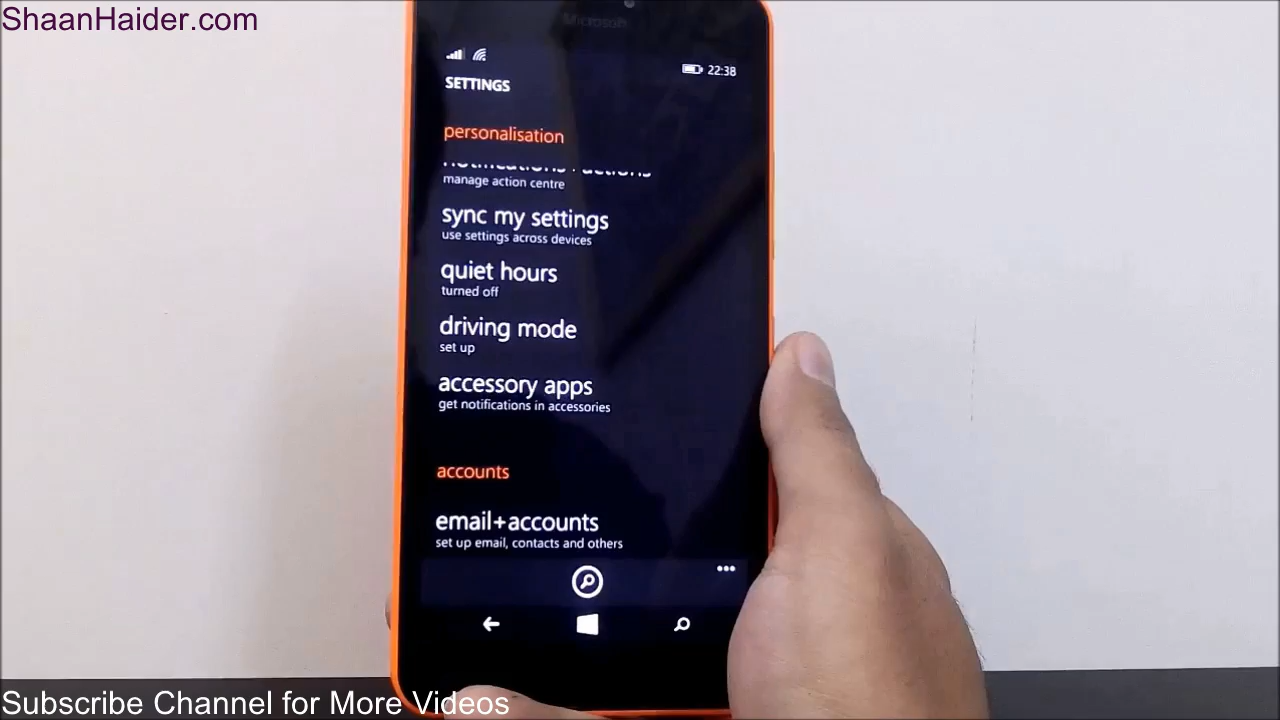 ShaanHaider.com
Microsoft
22:38
SETTINGS
personalisation
manage action centre
sync my settings
use settings across devices
quiet hours
turned off
driving mode
set up
accessory apps
get notifications in accessories
accounts
email+accounts
set up email, contacts and others
Subscribe Channel for More Videos